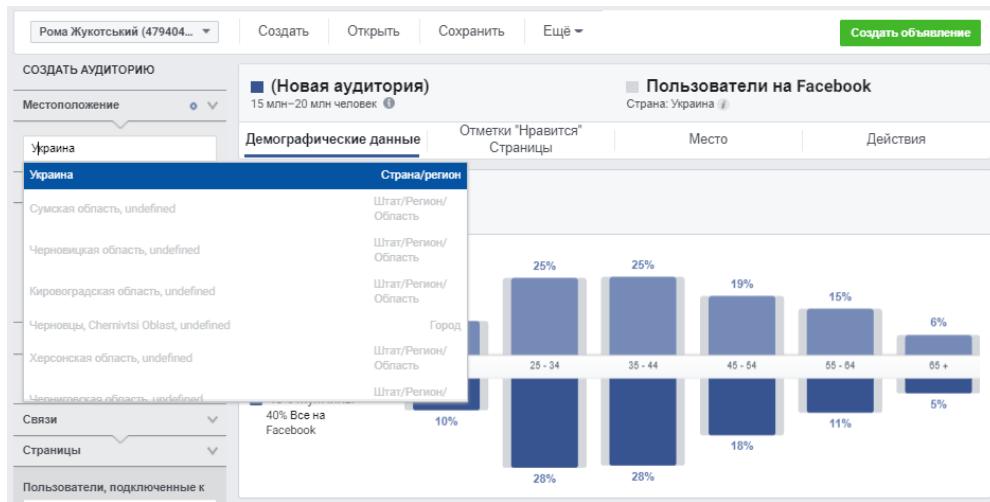 Рома Жукотський (479404...
Создать
Открыть
Сохранить
Ещё
Создать объявление
СОЗДАТЬ АУДИТОРИЮ
Местоположение
Украина
Украина Страна/регион
Сумская область, undefined Штат/Регион/
Область
Черновицкая область, undefined Штат/Регион/
Область
Кировоградская область, undefined Штат/Регион/
Область
Черновцы, Chernivtsi Oblast, undefined Город
Херсонская область, undefined Штат/Регион/
Область
Черниговская область, undefined Штат/Регион/
Связи
Страницы
Пользователи, подключенные к
(Новая аудитория)
15 млн–20 млн человек
Пользователи на Facebook
Страна: Украина
Демографические данные
Отметки "Нравится"
Страницы
Место
Действия
25% 25% 19% 15% 6%
25 - 34 35 - 44 45 - 54 55 - 64 65 +
40% Все на
Facebook
10% 28% 28% 18% 11% 5%